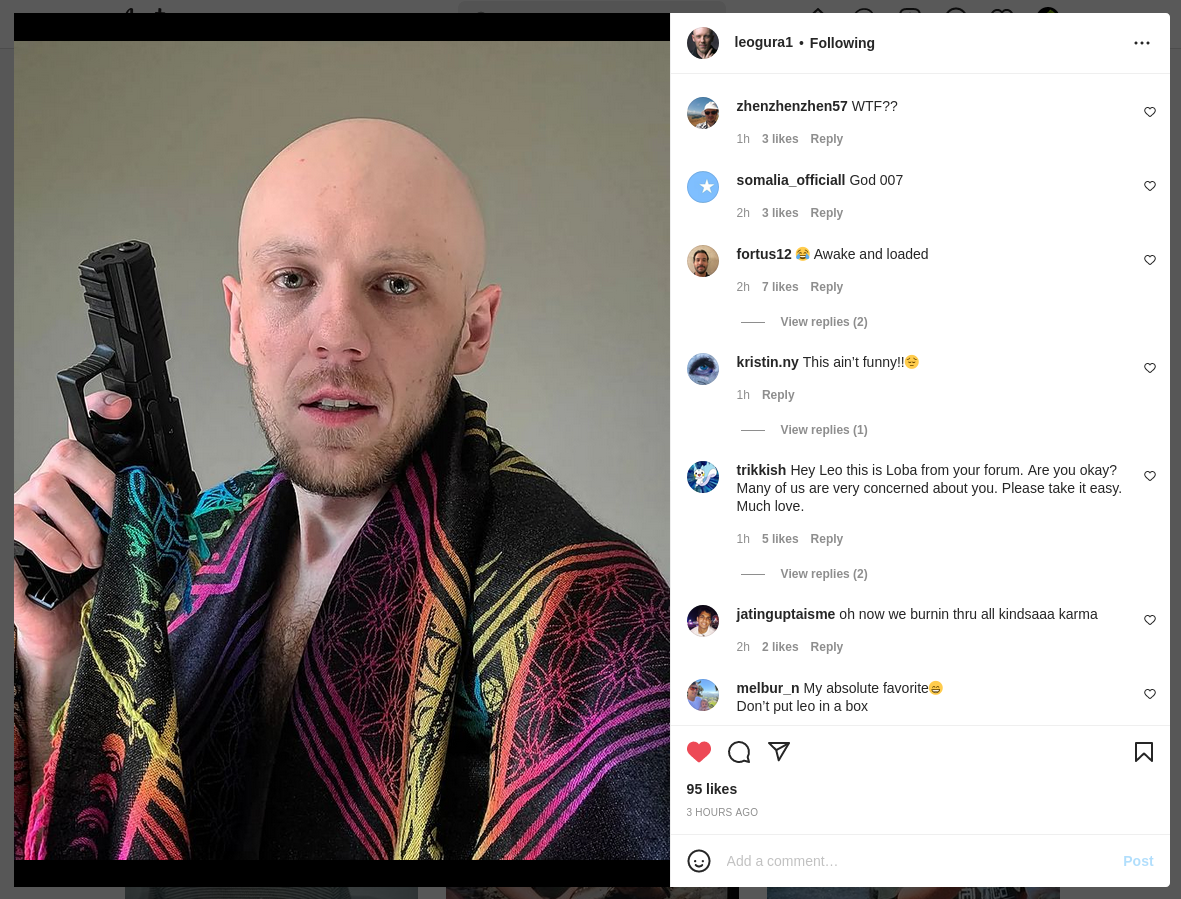 leogura1 • Following
zhenzhenzhen57 WTF??
1h 3 likes Reply
somalia_officiall God 007
2h 3 likes Reply
fortus12 😂 Awake and loaded
2h 7 likes Reply
View replies (2)
kristin.ny This ain’t funny!!😌
1h Reply
View replies (1)
trikkish Hey Leo this is Loba from your forum. Are you okay?
Many of us are very concerned about you. Please take it easy.
Much love.
1h 5 likes Reply
View replies (2)
jatinguptaisme oh now we burnin thru all kindsaaa karma
2h 2 likes Reply
melbur_n My absolute favorite😄
Don’t put leo in a box
95 likes
3 HOURS AGO
Add a comment…
Post